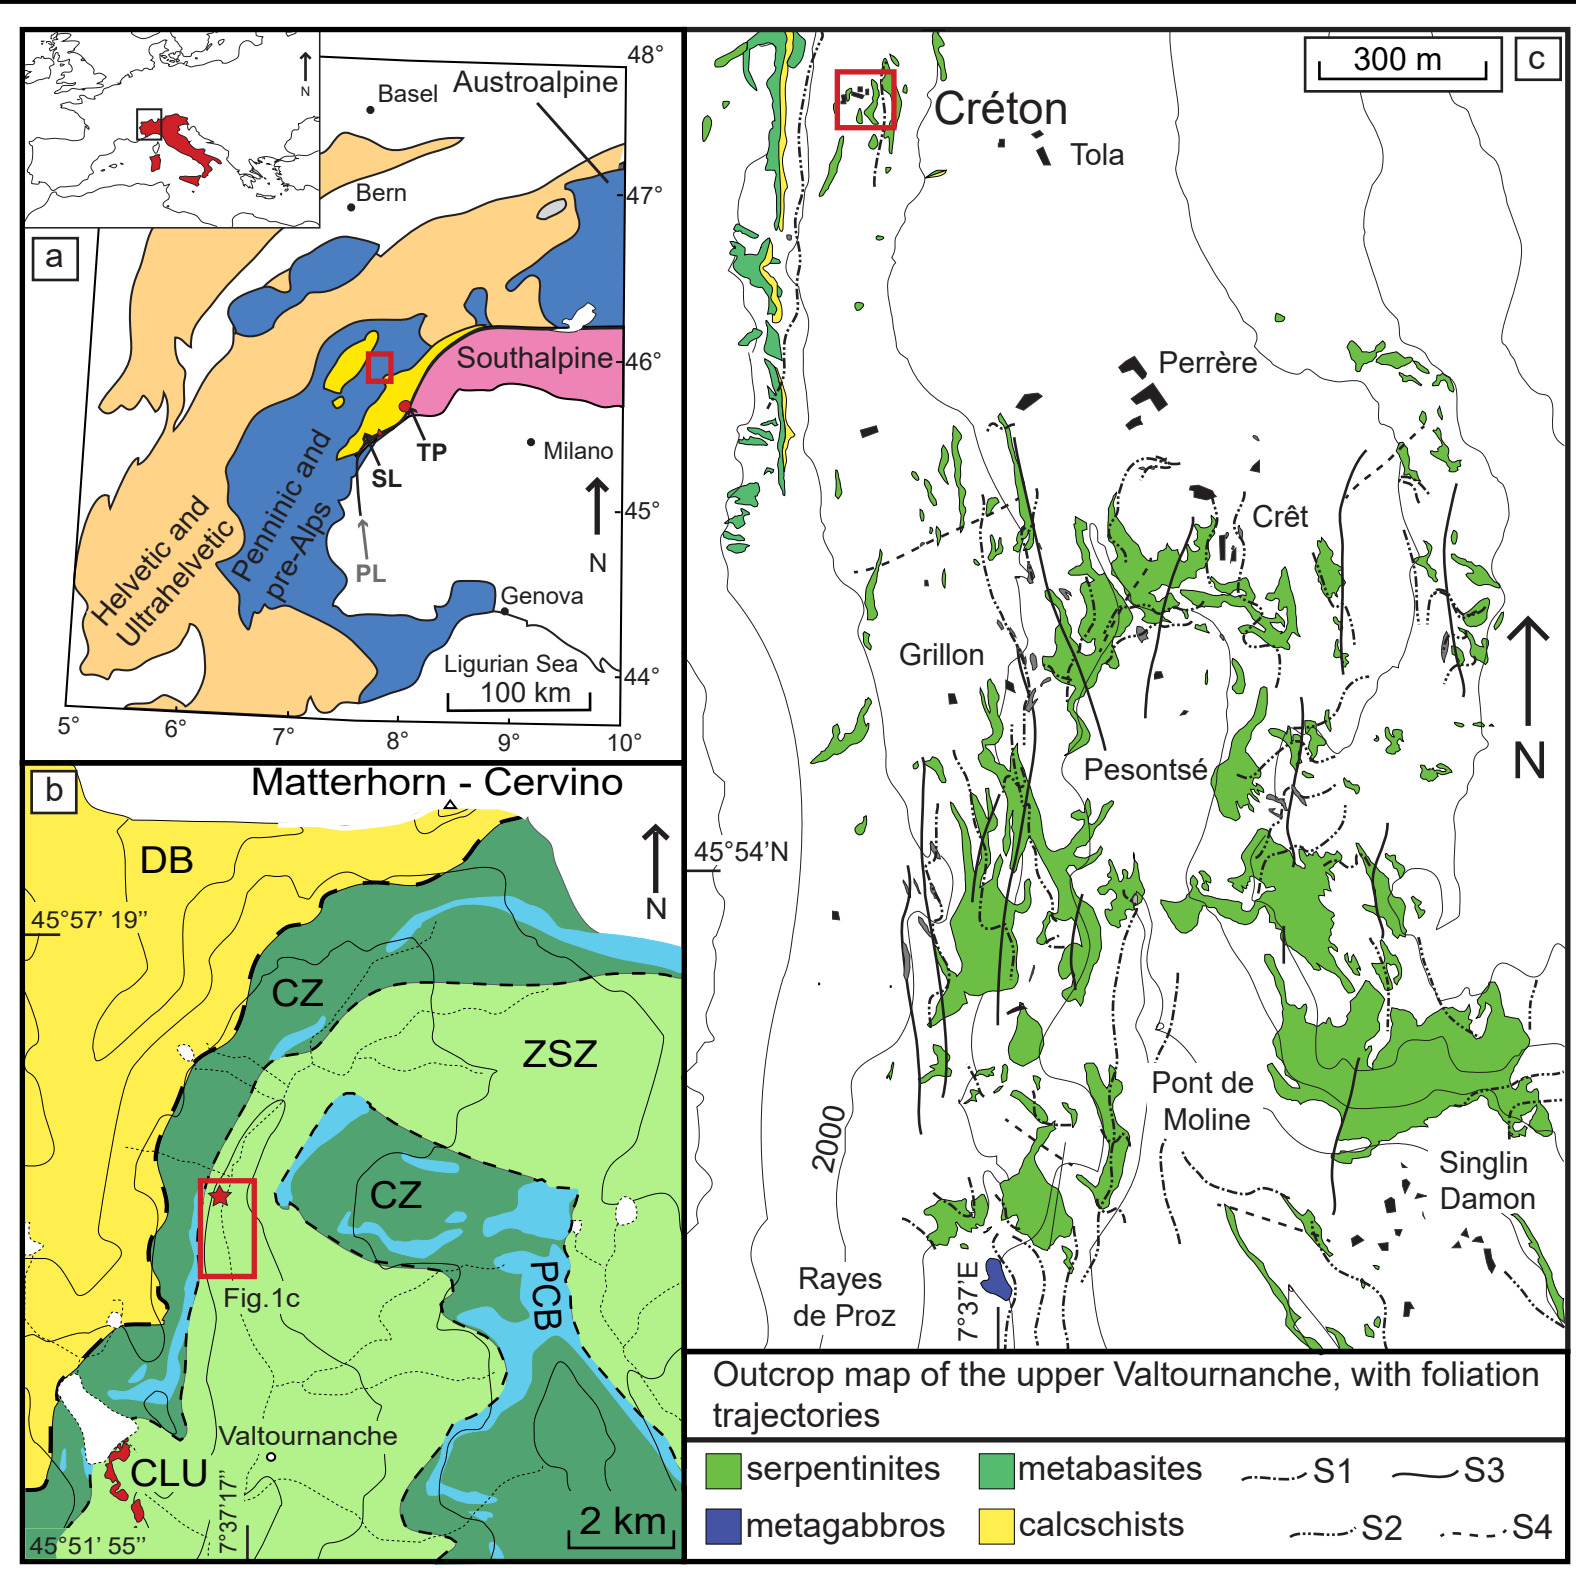 N
48°
Basel
Austroalpine
Bern
47°
a
46°
Southalpine
TP
SL
Milano
45°
N
Helvetic and
Ultrahelvetic
Penninic and
pre-Alps
PL
Genova
Ligurian Sea
100 km
44°
5°
6°
7°
8°
9°
10°
b
Matterhorn - Cervino
DB
N
45°57’ 19’’
CZ
ZSZ
CZ
PCB
Fig.1c
Valtournanche
CLU
7°37’17’’
2 km
45°51’ 55’’
300 m
c
Créton
Tola
Perrère
Crêt
Grillon
N
Pesontsé
45°54’N
Pont de
Moline
2000
Singlin
Damon
Rayes
de Proz
7°37’E
Outcrop map of the upper Valtournanche, with foliation
trajectories
serpentinites
metabasites
S1
S3
metagabbros
calcschists
S2
S4